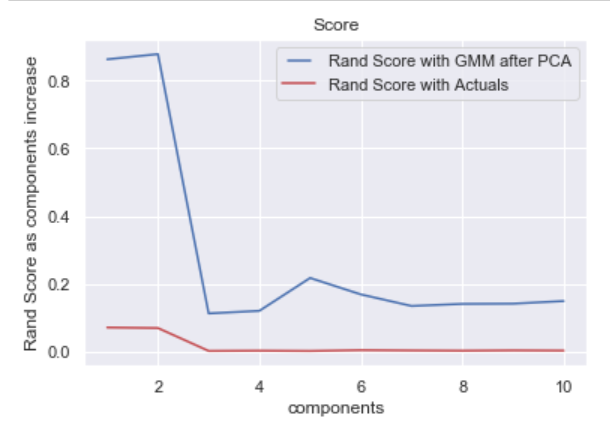 Score
Rand Score with GMM after PCA
Rand Score with Actuals
Rand Score as components increase
0.8
0.6
0.4
0.2
0.0
2 4 6 8 10
components